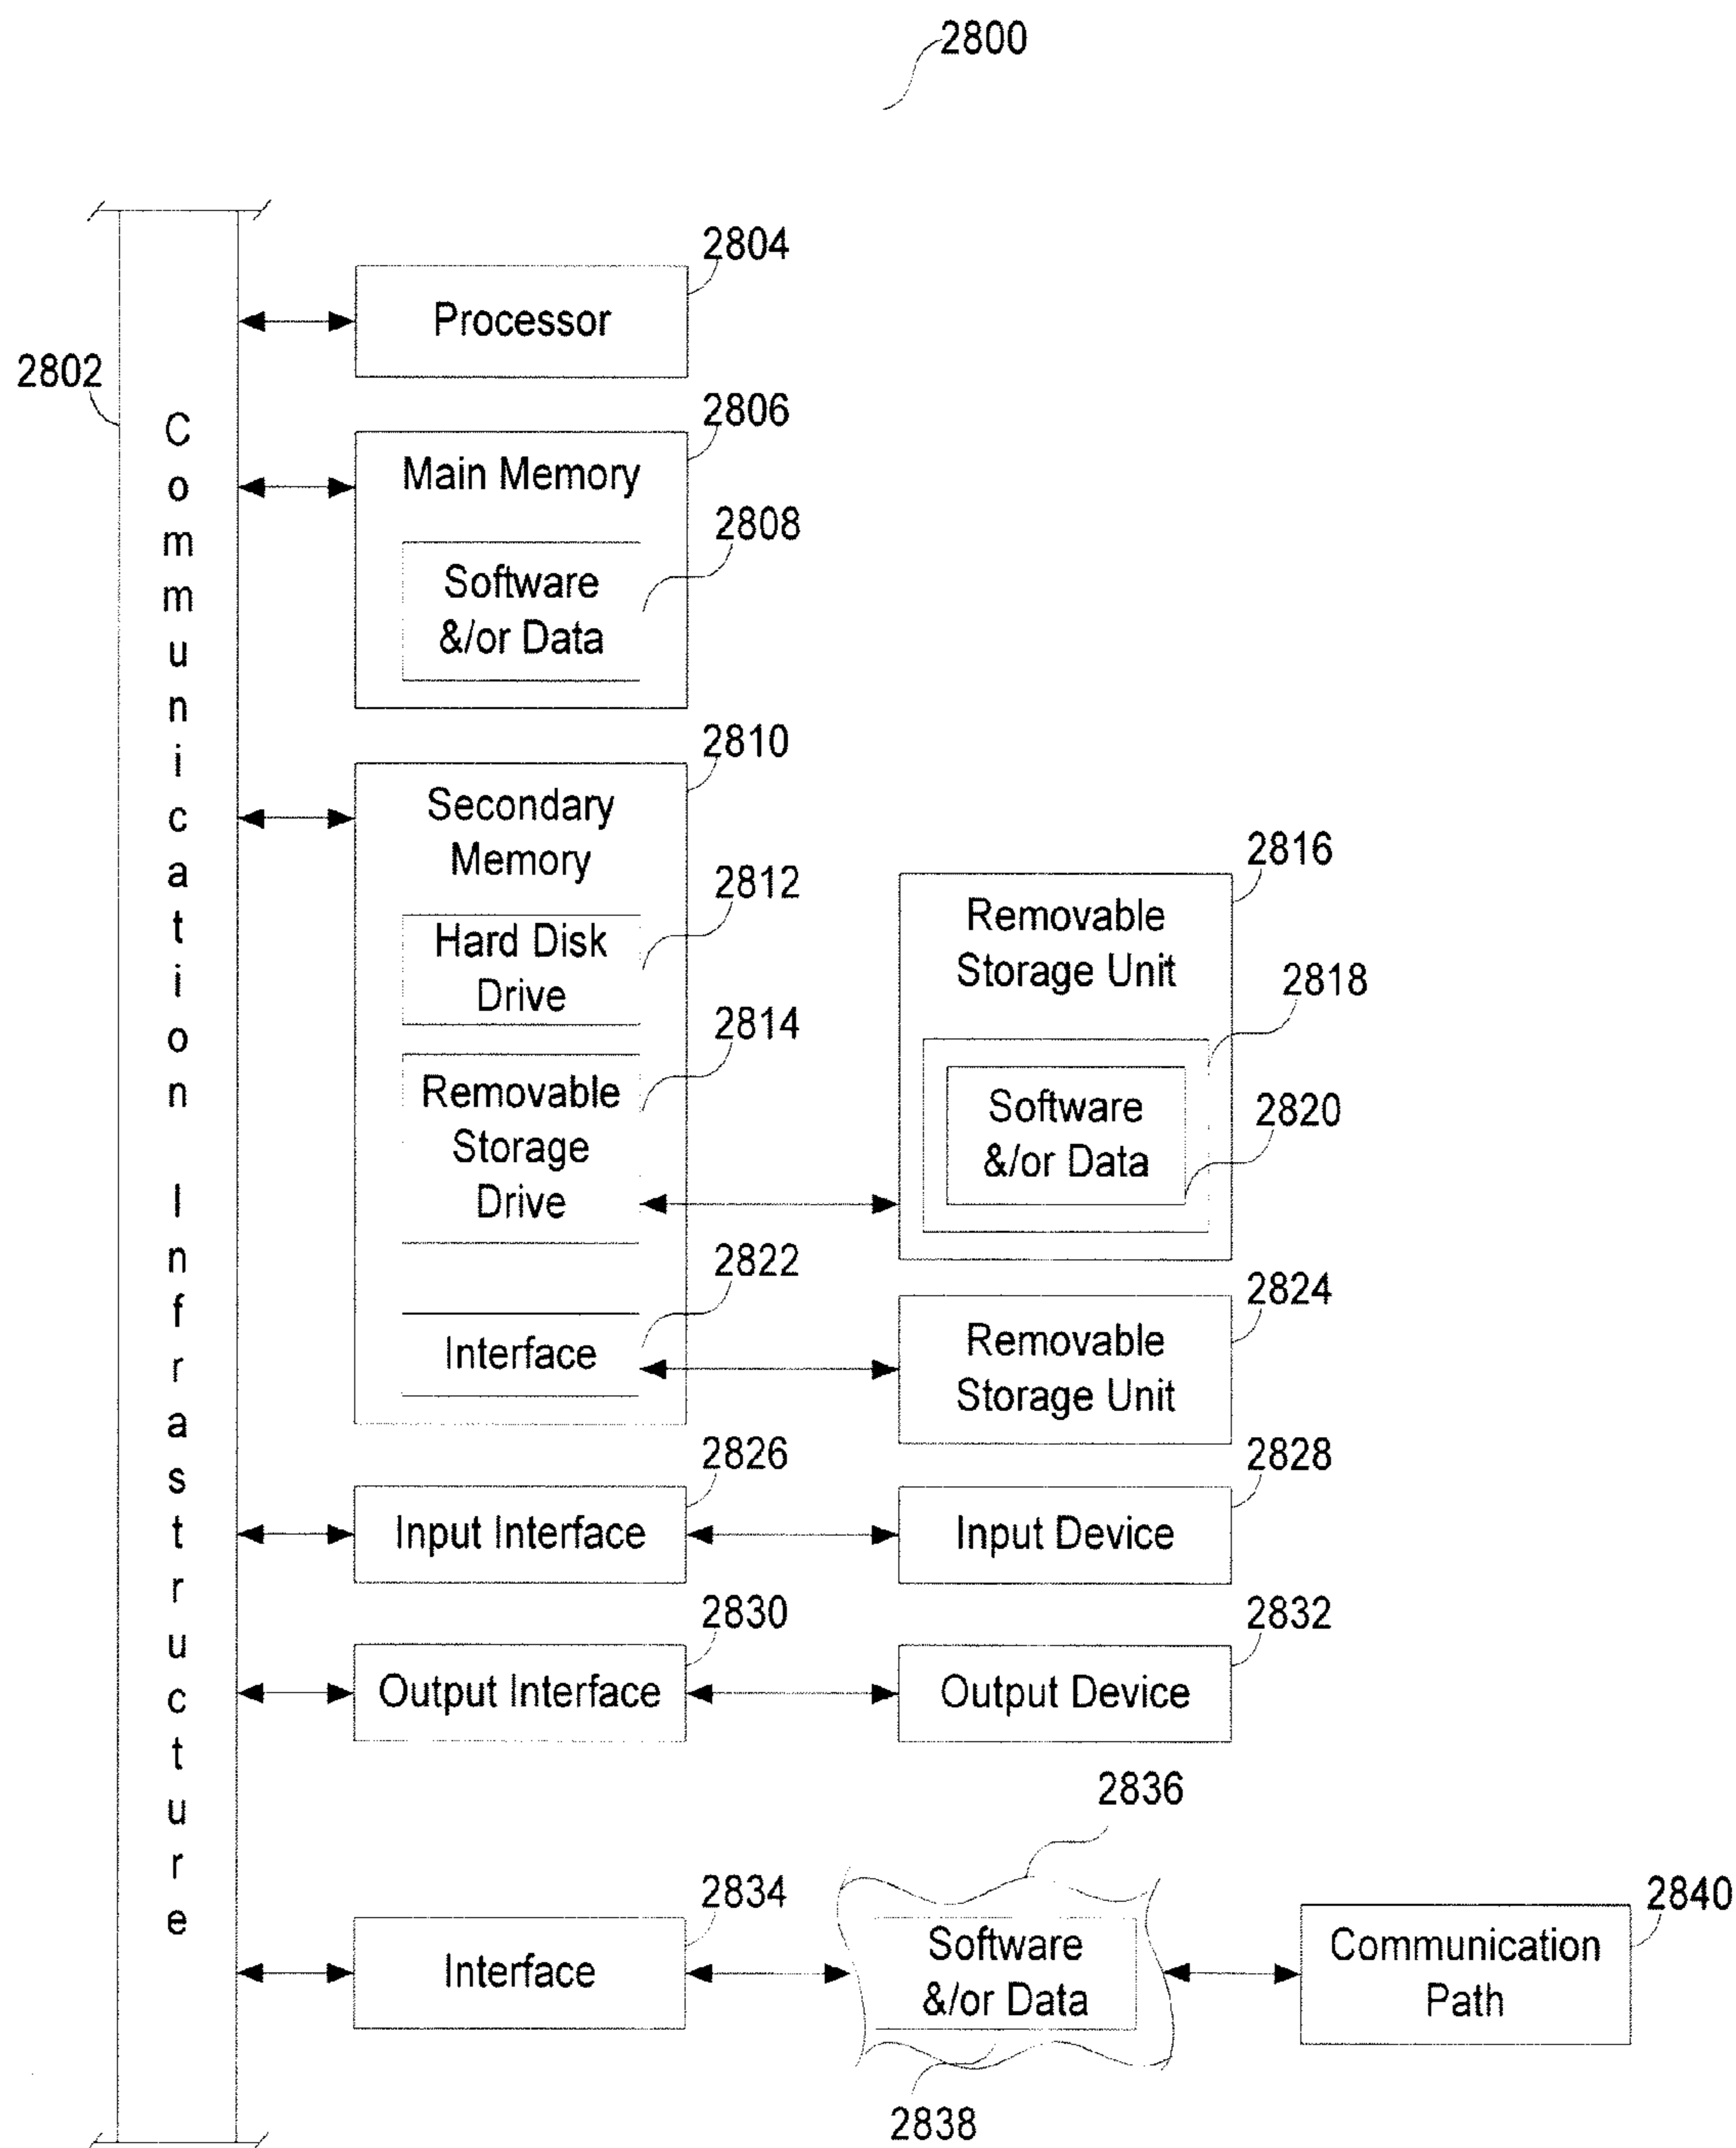 2800
2802
Communication Infrastructure
2804
Processor
2806
Main Memory
2808
Software
&/or Data
2810
Secondary
Memory
2812
Hard Disk
Drive
2814
Removable
Storage
Drive
2816
Removable
Storage Unit
2818
Software
&/or Data
2820
2822
Interface
2824
Removable
Storage Unit
2826
Input Interface
2828
Input Device
2830
Output Interface
2832
Output Device
2834
Interface
2836
Software
&/or Data
2838
2840
Communication
Path